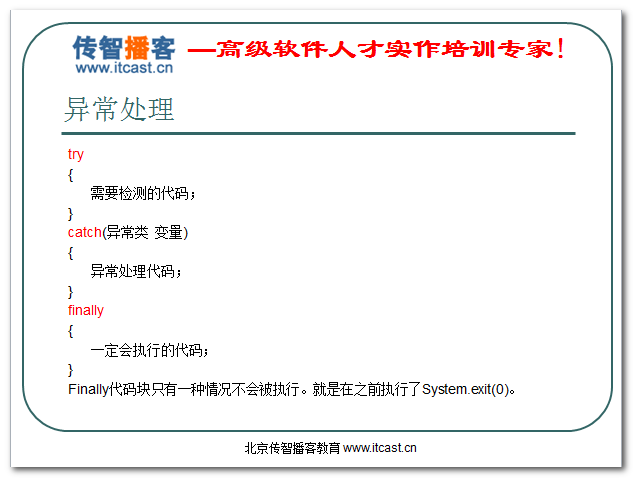 传智播客
www.itcast.cn
—高级软件人才实作培训专家!
异常处理
try
{
需要检测的代码;
}
catch(异常类 变量)
{
异常处理代码;
}
finally
{
一定会执行的代码;
}
Finally代码块只有一种情况不会被执行。就是在之前执行了System.exit(0)。
北京传智播客教育 www.itcast.cn